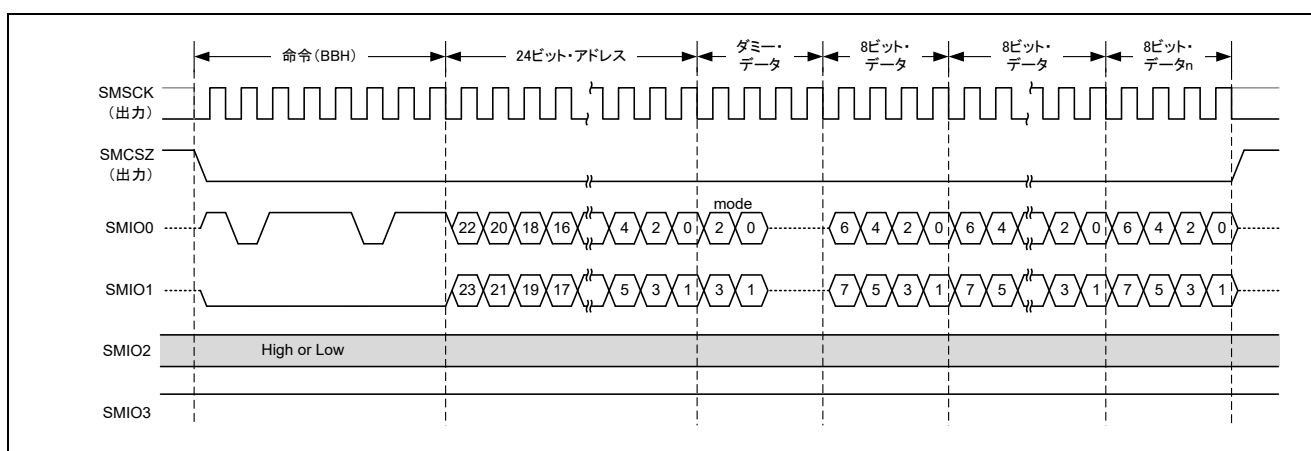 命令(BBH)
24ビット・アドレス
ダミー・
データ
8ビット・
データ
8ビット・
データ
8ビット・
データn
SMSCK
(出力)
SMCSZ
(出力)
mode
SMIO0
22 20 18 16 4 2 0 2 0 6 4 2 0 6 4 2 0 6 4 2 0
SMIO1
23 21 19 17 5 3 1 3 1 7 5 3 1 7 5 3 1 7 5 3 1
SMIO2
High or Low
SMIO3